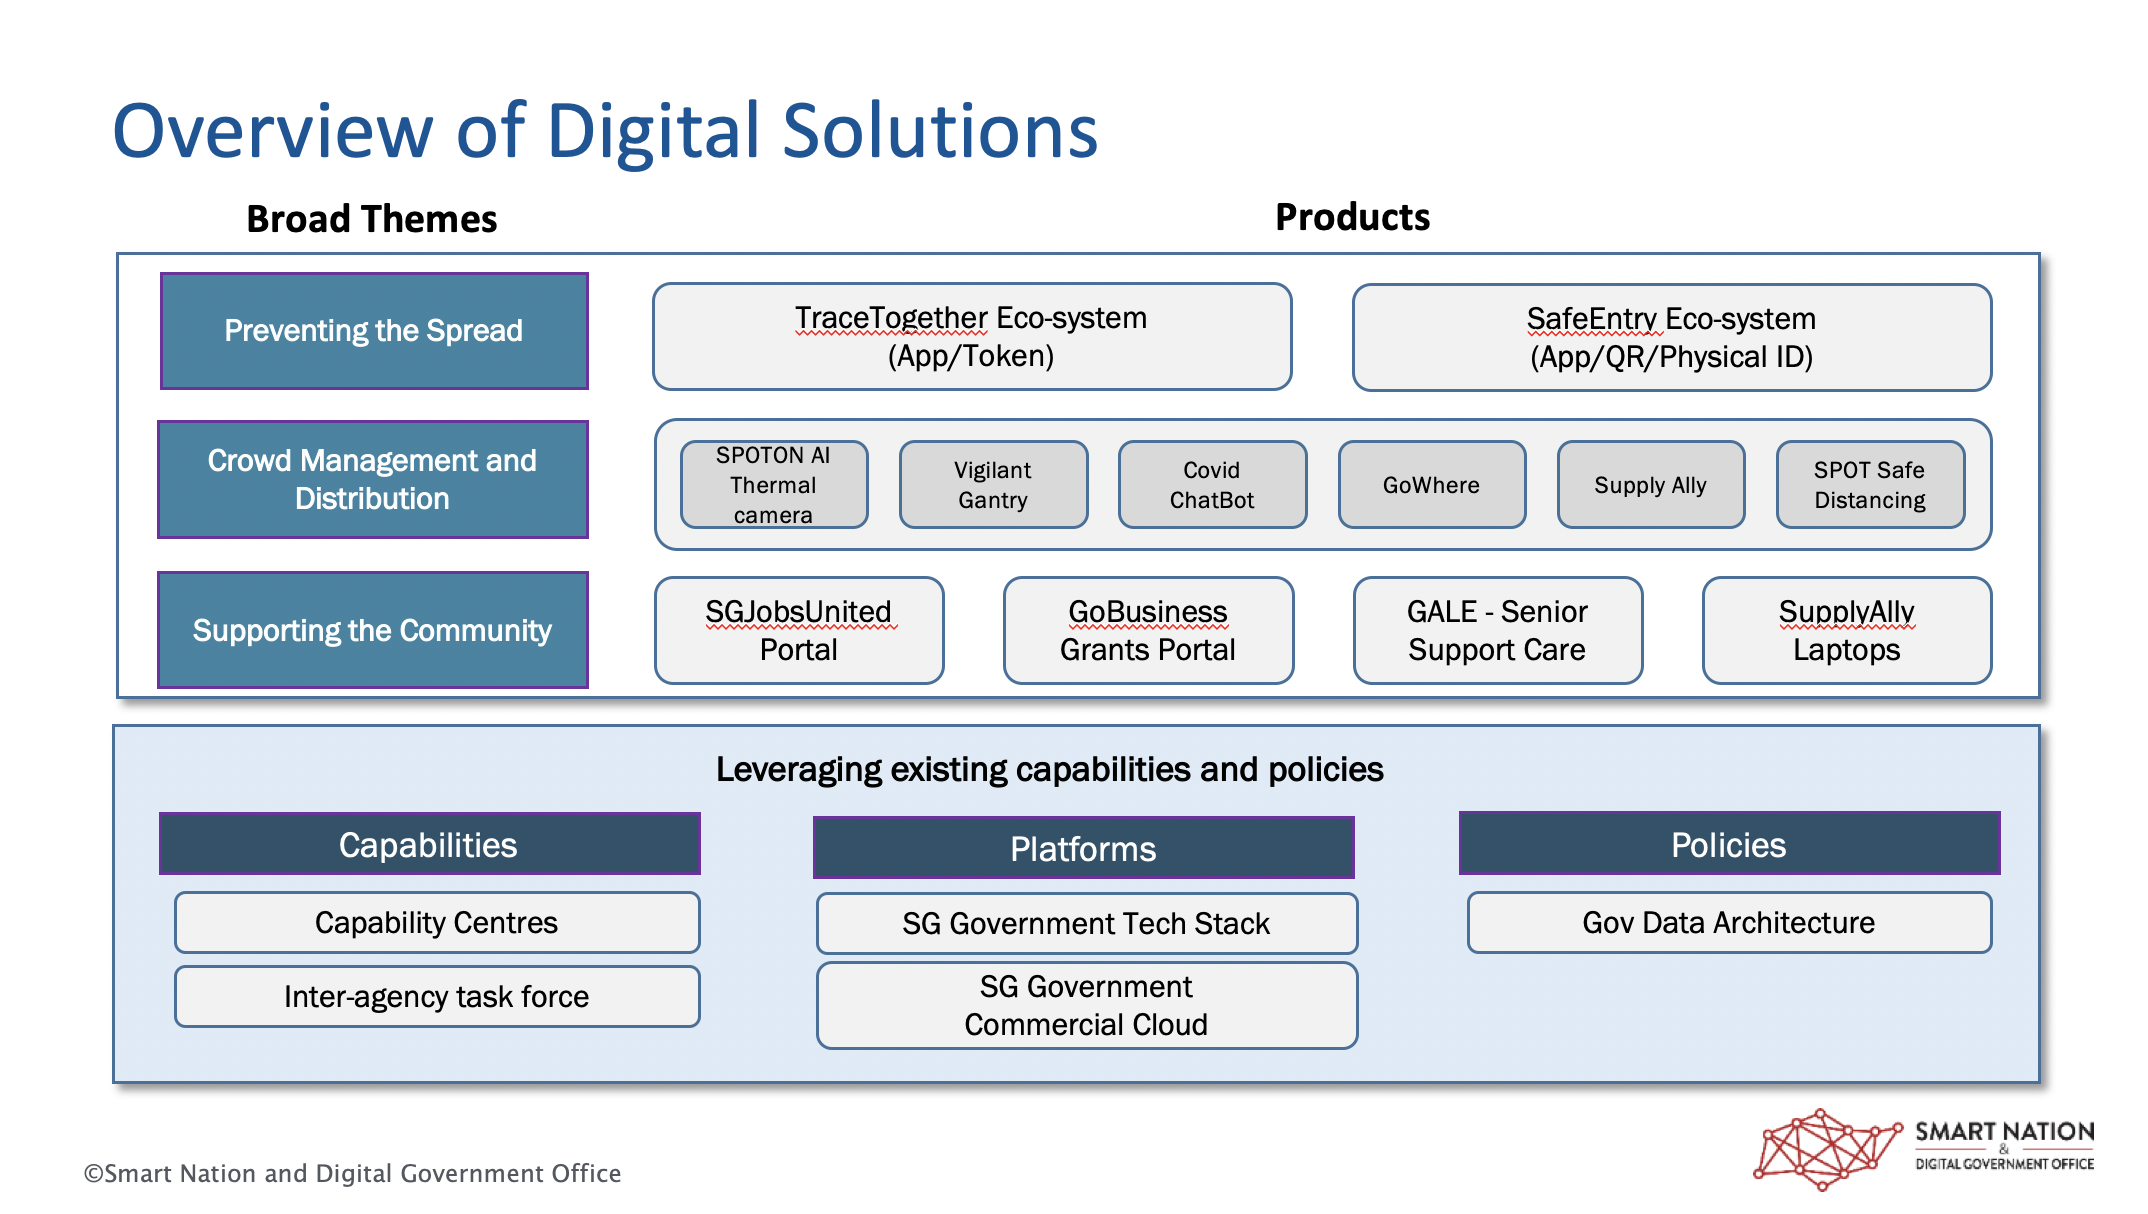 Overview of Digital Solutions
Broad Themes
Products
Preventing the Spread
TraceTogether Eco-system
(App/Token)
SafeEntry Eco-system
(App/QR/Physical ID)
Crowd Management and
Distribution
SPOTON AI
Thermal
camera
Vigilant
Gantry
Covid
ChatBot
GoWhere
Supply Ally
SPOT Safe
Distancing
Supporting the Community
SGJobsUnited
Portal
GoBusiness
Grants Portal
GALE - Senior
Support Care
SupplyAlly
Laptops
Leveraging existing capabilities and policies
Capabilities
Capability Centres
Inter-agency task force
Platforms
SG Government Tech Stack
SG Government
Commercial Cloud
Policies
Gov Data Architecture
©Smart Nation and Digital Government Office
SMART NATION
&
DIGITAL GOVERNMENT OFFICE